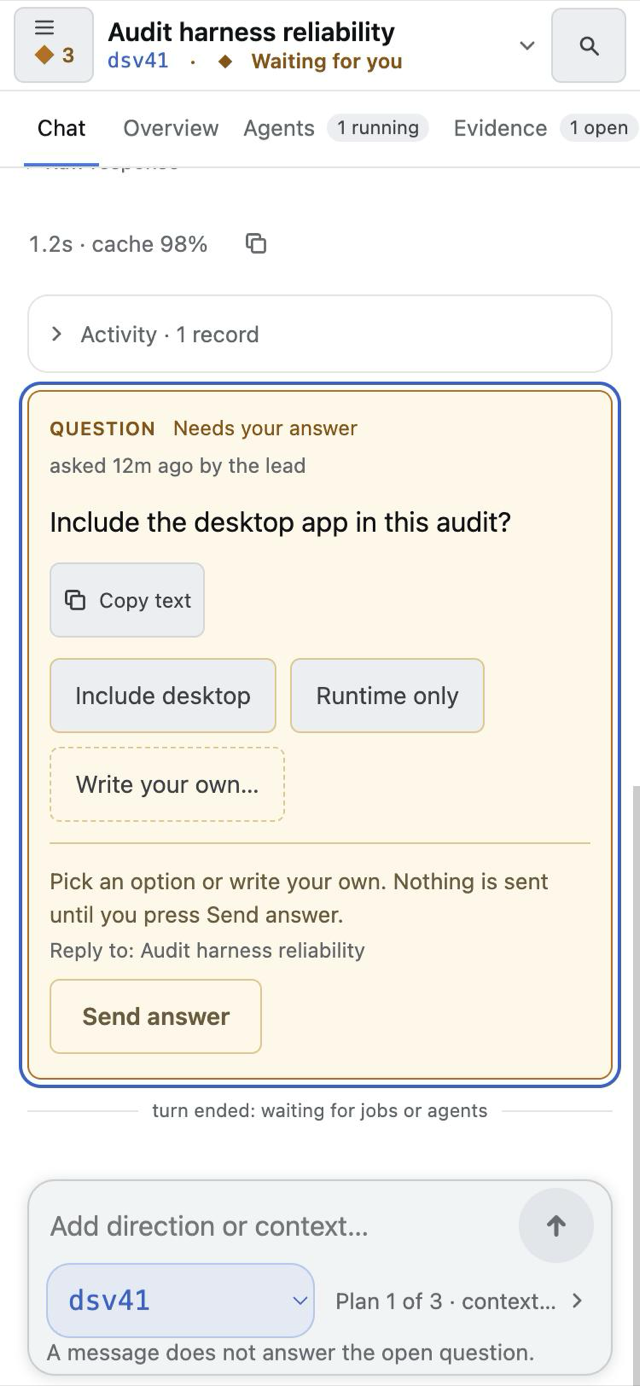 Audit harness reliability
3
dsv41 · Waiting for you
Chat Overview Agents 1 running Evidence 1 open
1.2s · cache 98%
Activity · 1 record
QUESTION Needs your answer
asked 12m ago by the lead
Include the desktop app in this audit?
Copy text
Include desktop Runtime only
Write your own...
Pick an option or write your own. Nothing is sent
until you press Send answer.
Reply to: Audit harness reliability
Send answer
turn ended: waiting for jobs or agents
Add direction or context...
dsv41 Plan 1 of 3 · context...
A message does not answer the open question.